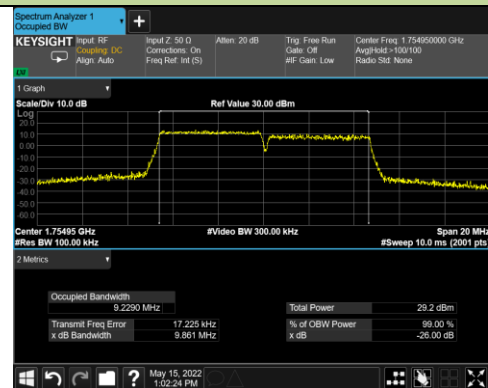 Spectrum Analyzer 1
Occupied BW
KEYSIGHT
Input: RF
Coupling: DC
Align: Auto
Input Z: 50 Ω
Corrections: On
Freq Ref: Int (S)
Atten: 20 dB
Trig: Free Run
Gate: Off
#IF Gain: Low
Center Freq: 1.754950000 GHz
Avg|Hold:>100/100
Radio Std: None
1 Graph
Scale/Div 10.0 dB
Ref Value 30.00 dBm
Log
20.0
10.0
0.00
-10.0
-20.0
-30.0
-40.0
-50.0
-60.0
Center 1.75495 GHz
#Video BW 300.00 kHz
Span 20 MHz
#Res BW 100.00 kHz
#Sweep 10.0 ms (2001 pts)
2 Metrics
Occupied Bandwidth
9.2290 MHz
Total Power 29.2 dBm
Transmit Freq Error 17.225 kHz
% of OBW Power 99.00 %
x dB Bandwidth 9.861 MHz
x dB -26.00 dB
May 15, 2022
1:02:24 PM